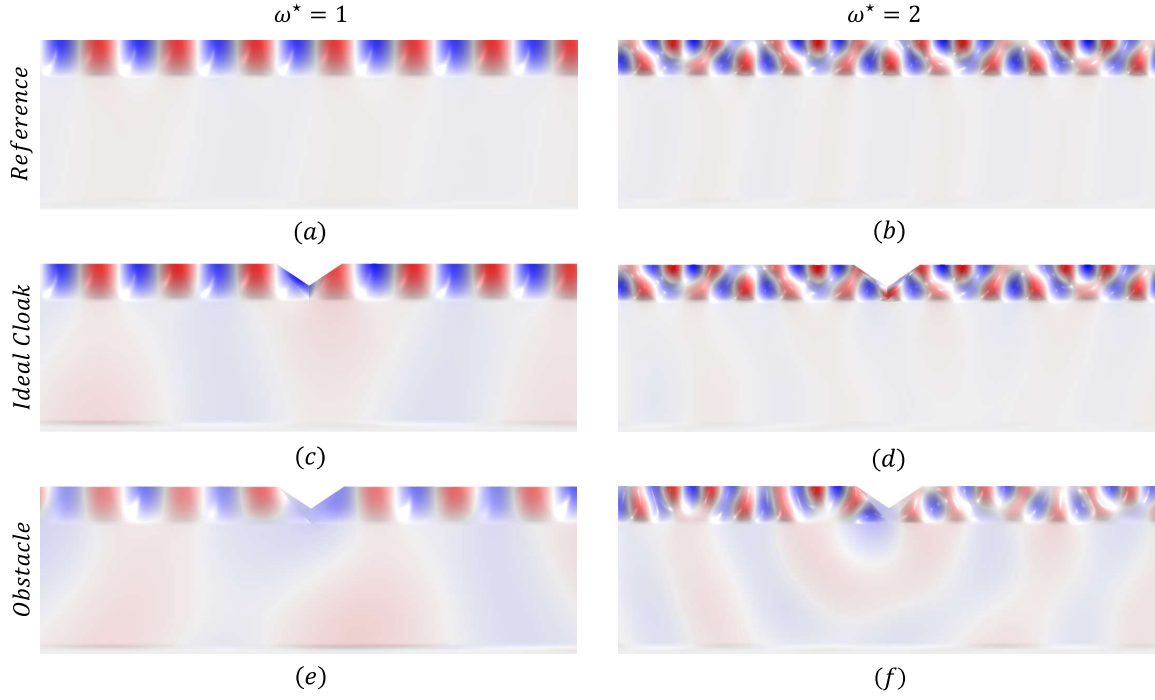 ω* = 1
ω* = 2
Reference
(a)
(b)
Ideal Cloak
(c)
(d)
Obstacle
(e)
(f)